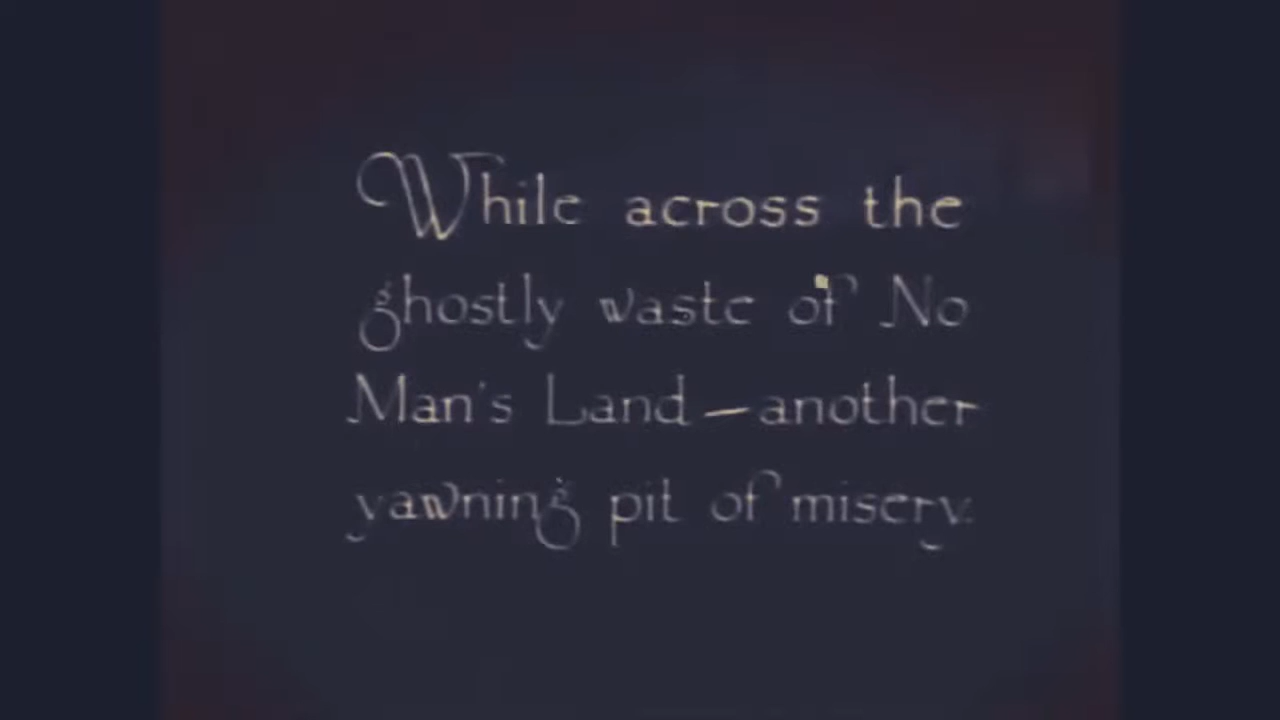 While across the
ghostly waste of No
Man's Land—another
yawning pit of misery.